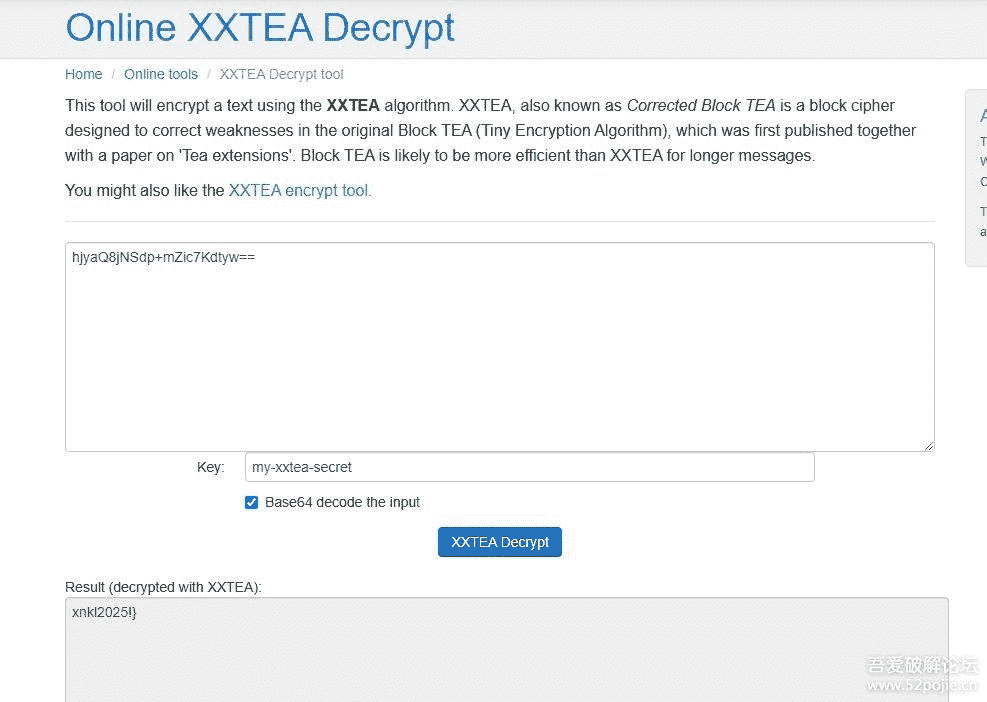 Online XXTEA Decrypt
Home / Online tools / XXTEA Decrypt tool
This tool will encrypt a text using the XXTEA algorithm. XXTEA, also known as Corrected Block TEA is a block cipher
designed to correct weaknesses in the original Block TEA (Tiny Encryption Algorithm), which was first published together
with a paper on 'Tea extensions'. Block TEA is likely to be more efficient than XXTEA for longer messages.
You might also like the XXTEA encrypt tool.
hjyaQ8jNSdp+mZic7Kdtyw==
Key: my-xxtea-secret
Base64 decode the input
XXTEA Decrypt
Result (decrypted with XXTEA):
xnkl2025!}
吾爱破解论坛
www.52pojie.cn